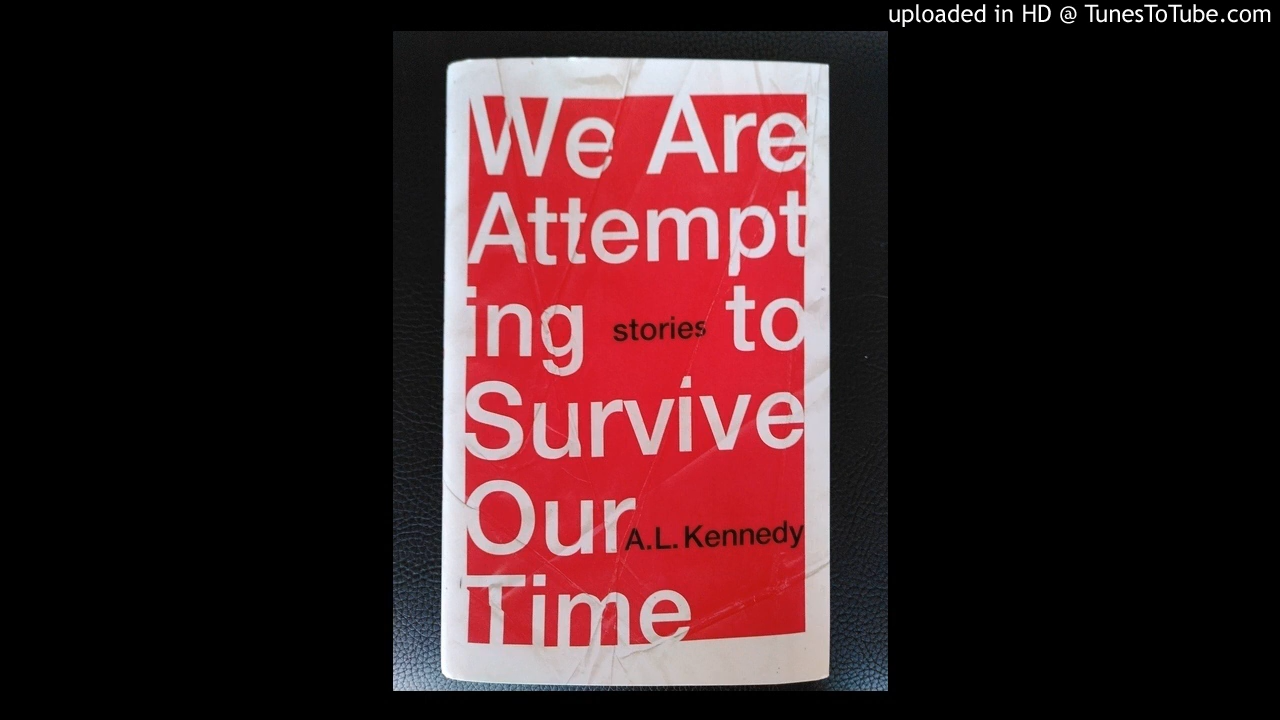 uploaded in HD @ TunesToTube.com
We Are
Attempt
ing stories to
Survive
Our A.L. Kennedy
Time